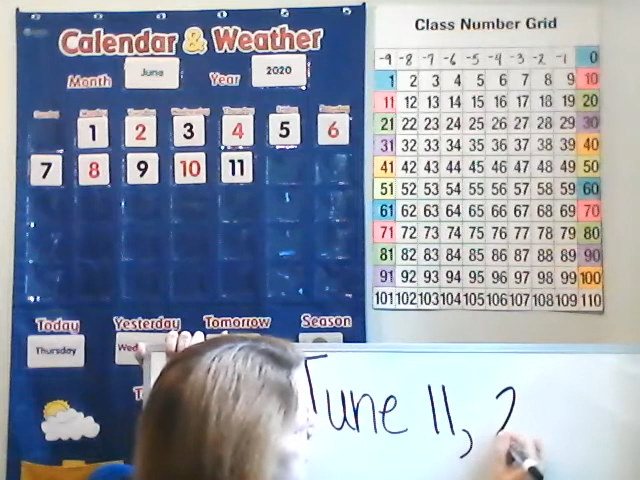 Calendar & Weather
Month June Year 2020
1 2 3 4 5 6
7 8 9 10 11
Today Yesterday Tomorrow Season
Thursday
Class Number Grid
-9 -8 -7 -6 -5 -4 -3 -2 -1 0
1 2 3 4 5 6 7 8 9 10
11 12 13 14 15 16 17 18 19 20
21 22 23 24 25 26 27 28 29 30
31 32 33 34 35 36 37 38 39 40
41 42 43 44 45 46 47 48 49 50
51 52 53 54 55 56 57 58 59 60
61 62 63 64 65 66 67 68 69 70
71 72 73 74 75 76 77 78 79 80
81 82 83 84 85 86 87 88 89 90
91 92 93 94 95 96 97 98 99 100
101 102 103 104 105 106 107 108 109 110
June 11, 2